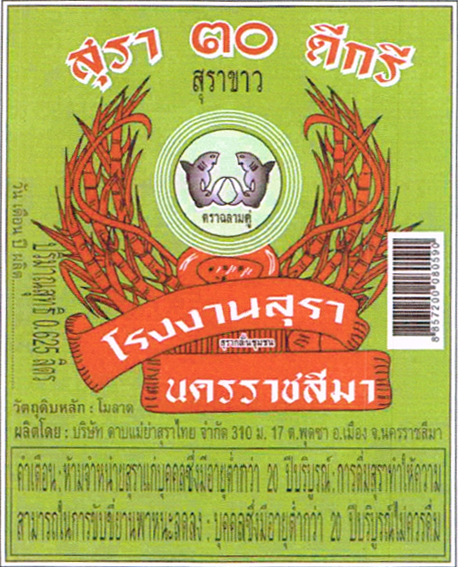 สุรา ๓๐ ดีกรี
สุราขาว
ตราฉลามคู่
วัน เดือน ปี ผลิต
ปริมาณสุทธิ 0.625 ลิตร
8857200080590
โรงงานสุรา
สุรากลั่นชุมชน
นครราชสีมา
วัตถุดิบหลัก : โมลาด
ผลิตโดย : บริษัท ดาบแม่ย่าสุราไทย จำกัด 310 ม. 17 ต.พุดซา อ.เมือง จ.นครราชสีมา
คำเตือน : ห้ามจำหน่ายสุราแก่บุคคลซึ่งมีอายุต่ำกว่า 20 ปีบริบูรณ์ : การดื่มสุราทำให้ความ
สามารถในการขับขี่ยานพาหนะลดลง : บุคคลซึ่งมีอายุต่ำกว่า 20 ปีบริบูรณ์ไม่ควรดื่ม